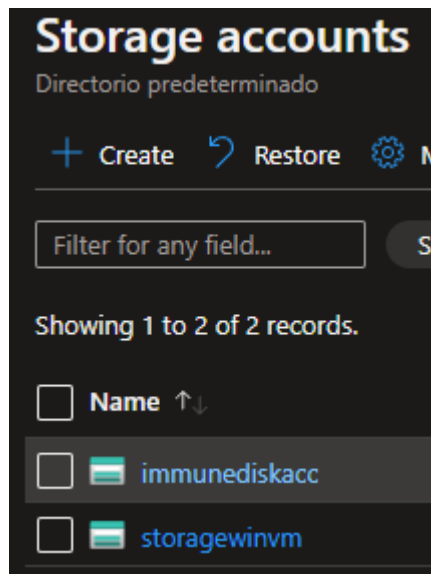 Storage accounts
Directorio predeterminado
Create Restore
Filter for any field...
Showing 1 to 2 of 2 records.
Name
immunediskacc
storagewinvm